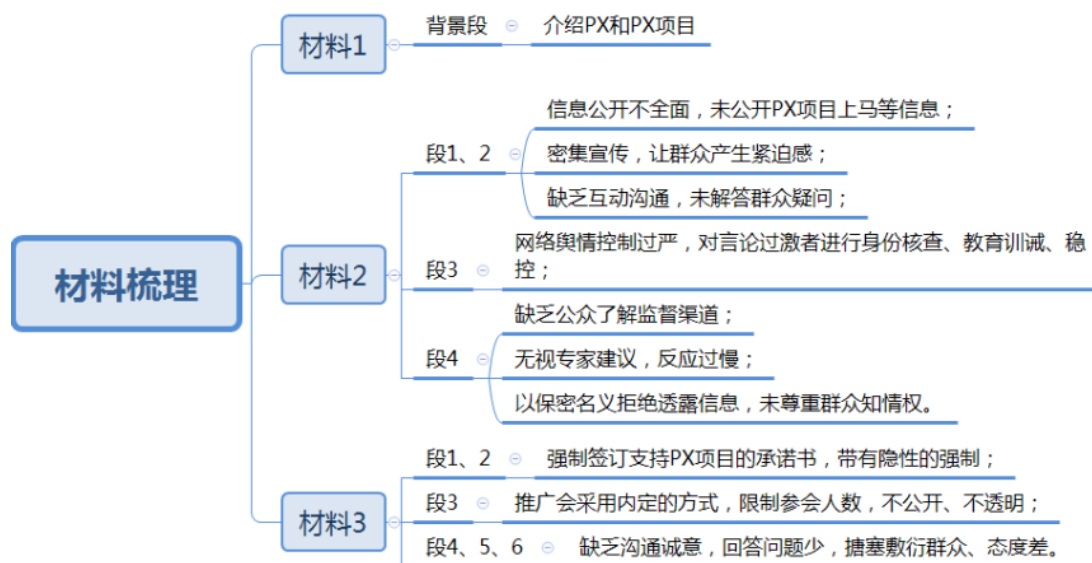 材料梳理
材料1
背景段
介绍PX和PX项目
材料2
段1、2
信息公开不全面，未公开PX项目上马等信息；
密集宣传，让群众产生紧迫感；
缺乏互动沟通，未解答群众疑问；
段3
网络舆情控制过严，对言论过激者进行身份核查、教育训诫、稳
控；
段4
缺乏公众了解监督渠道；
无视专家建议，反应过慢；
以保密名义拒绝透露信息，未尊重群众知情权。
材料3
段1、2
强制签订支持PX项目的承诺书，带有隐性的强制；
段3
推广会采用内定的方式，限制参会人数，不公开、不透明；
段4、5、6
缺乏沟通诚意，回答问题少，搪塞敷衍群众、态度差。